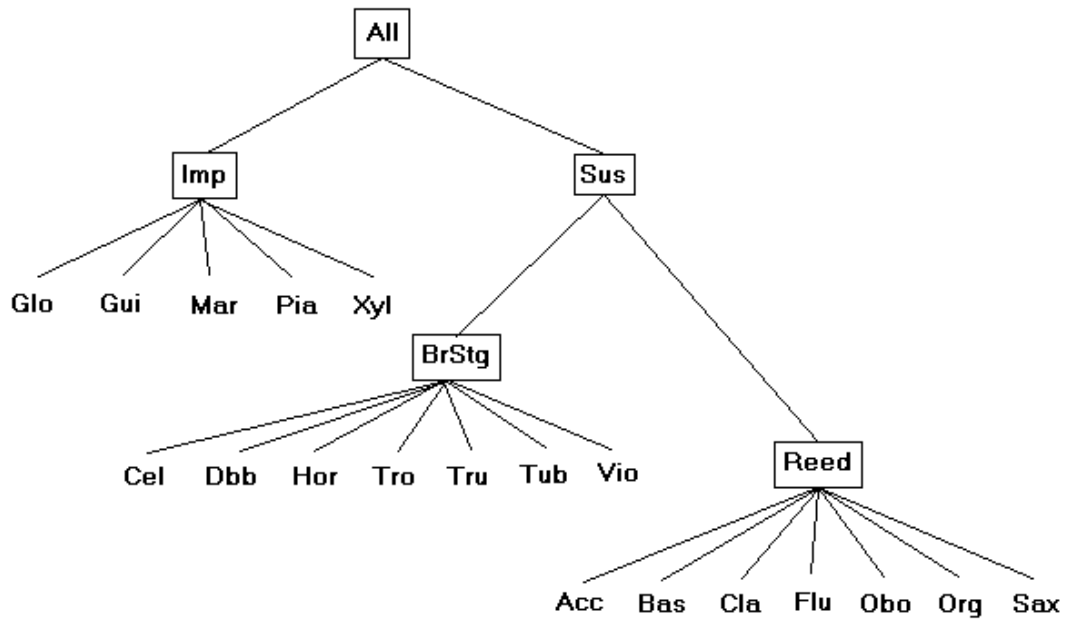 All
Imp Sus
Glo Gui Mar Pia Xyl
BrStg
Cel Dbb Hor Tro Tru Tub Vio
Reed
Acc Bas Cla Flu Obo Org Sax